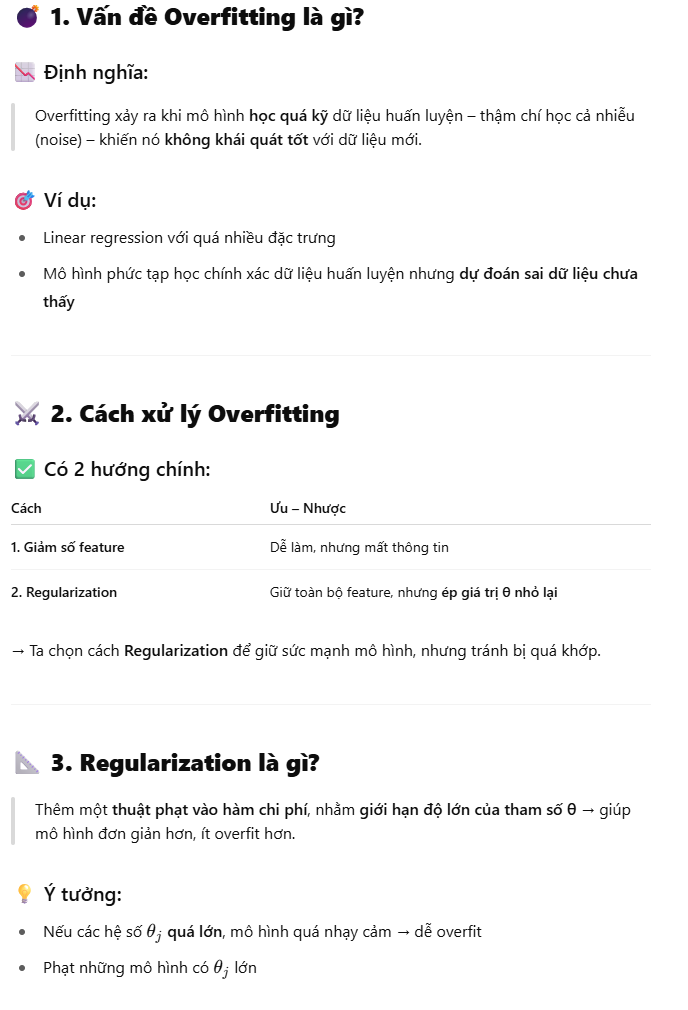 💣 1. Vấn đề Overfitting là gì?
📉 Định nghĩa:
Overfitting xảy ra khi mô hình học quá kỹ dữ liệu huấn luyện – thậm chí học cả nhiễu
(noise) – khiến nó không khái quát tốt với dữ liệu mới.
🎯 Ví dụ:
• Linear regression với quá nhiều đặc trưng
• Mô hình phức tạp học chính xác dữ liệu huấn luyện nhưng dự đoán sai dữ liệu chưa
thấy
⚔️ 2. Cách xử lý Overfitting
✅ Có 2 hướng chính:
Cách Ưu – Nhược
1. Giảm số feature Dễ làm, nhưng mất thông tin
2. Regularization Giữ toàn bộ feature, nhưng ép giá trị θ nhỏ lại
→ Ta chọn cách Regularization để giữ sức mạnh mô hình, nhưng tránh bị quá khớp.
📐 3. Regularization là gì?
Thêm một thuật phạt vào hàm chi phí, nhằm giới hạn độ lớn của tham số θ → giúp
mô hình đơn giản hơn, ít overfit hơn.
💡 Ý tưởng:
• Nếu các hệ số θj quá lớn, mô hình quá nhạy cảm → dễ overfit
• Phạt những mô hình có θj lớn